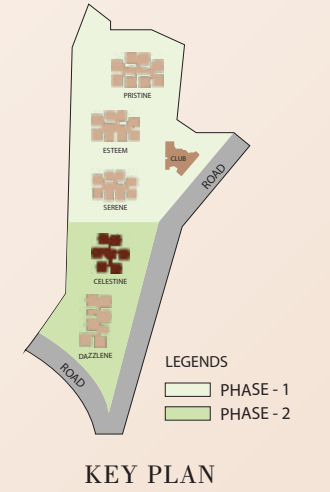 PRISTINE
ESTEEM
CLUB
SERENE
ROAD
CELESTINE
DAZZLENE
ROAD
LEGENDS
PHASE - 1
PHASE - 2
KEY PLAN